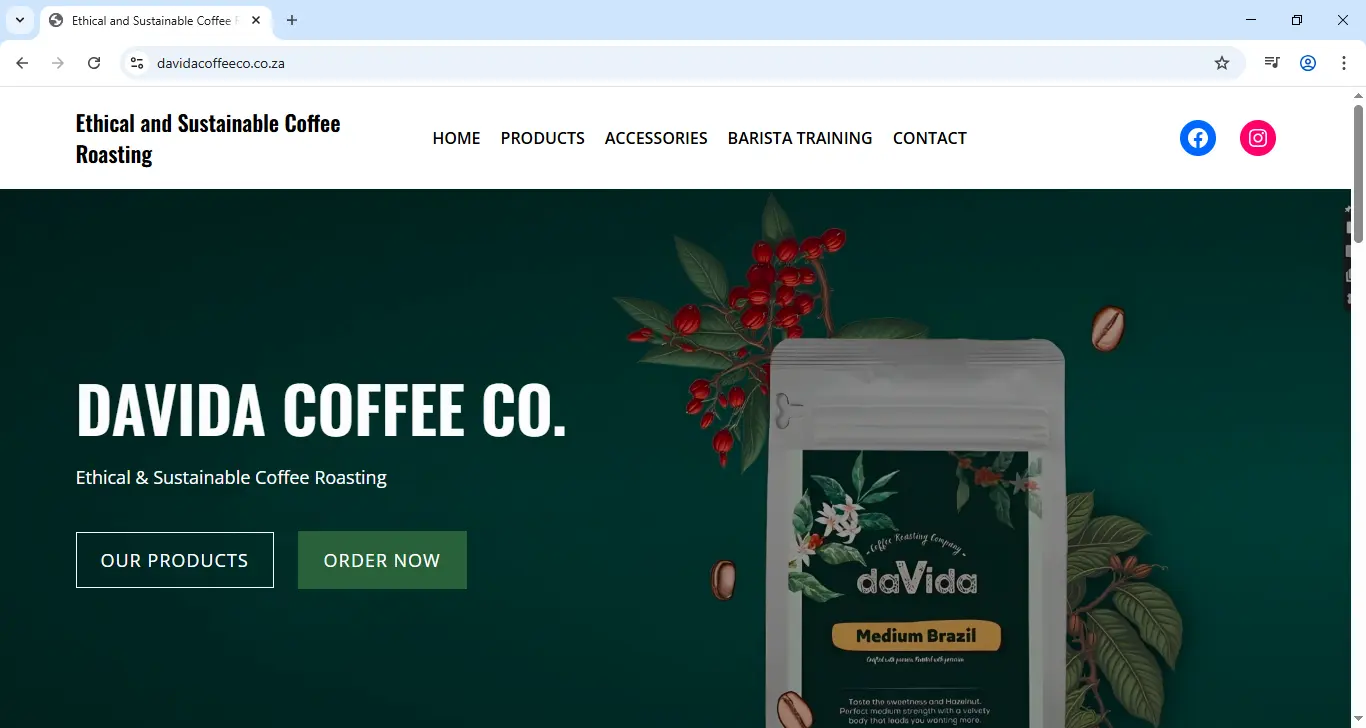 Ethical and Sustainable Coffee R
davidacoffeeco.co.za
Ethical and Sustainable Coffee
Roasting
HOME PRODUCTS ACCESSORIES BARISTA TRAINING CONTACT
DAVIDA COFFEE CO.
Ethical & Sustainable Coffee Roasting
OUR PRODUCTS ORDER NOW
Coffee Roasting Company
daVida
Medium Brazil
Crafted with passion. Roasted with precision
Taste the sweetness and Hazelnut.
Perfect medium strength with a velvety
body that leads you wanting more.